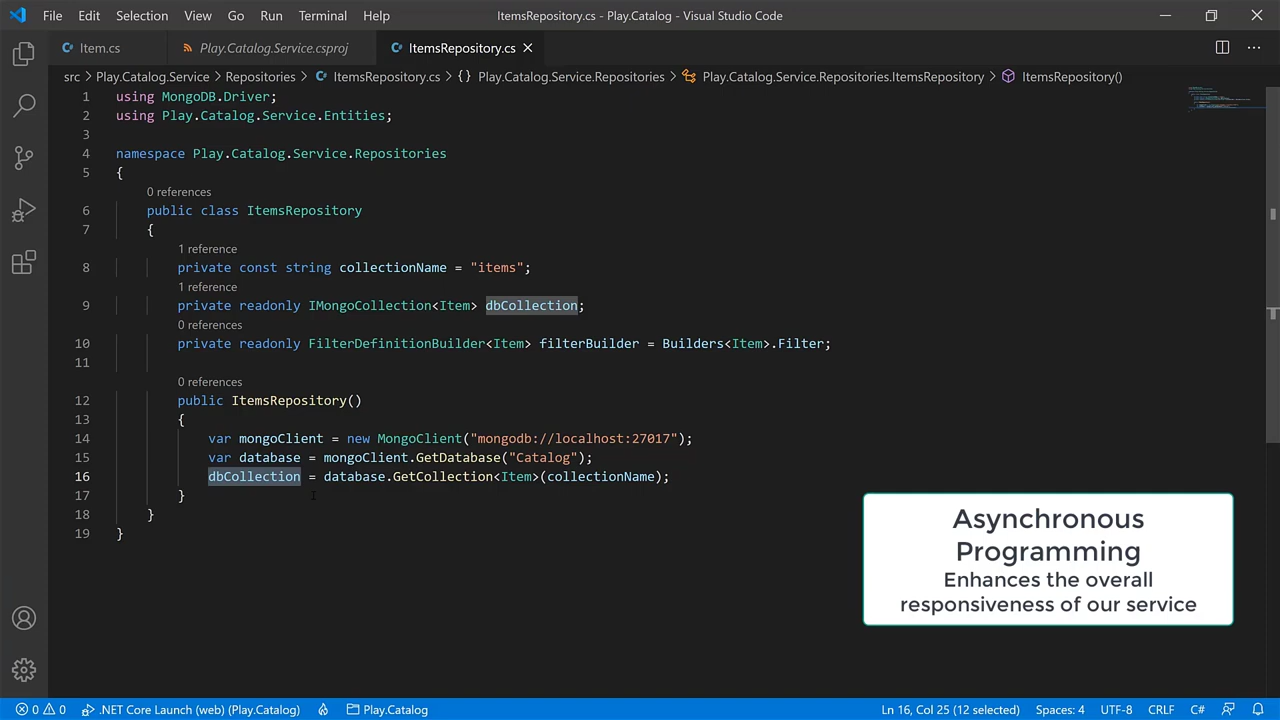 File Edit Selection View Go Run Terminal Help ItemsRepository.cs - Play.Catalog - Visual Studio Code
Item.cs Play.Catalog.Service.csproj ItemsRepository.cs
src > Play.Catalog.Service > Repositories > ItemsRepository.cs > {} Play.Catalog.Service.Repositories > Play.Catalog.Service.Repositories.ItemsRepository > ItemsRepository()
1 using MongoDB.Driver;
2 using Play.Catalog.Service.Entities;
3
4 namespace Play.Catalog.Service.Repositories
5 {
0 references
6 public class ItemsRepository
7 {
1 reference
8 private const string collectionName = "items";
1 reference
9 private readonly IMongoCollection<Item> dbCollection;
0 references
10 private readonly FilterDefinitionBuilder<Item> filterBuilder = Builders<Item>.Filter;
11
0 references
12 public ItemsRepository()
13 {
14 var mongoClient = new MongoClient("mongodb://localhost:27017");
15 var database = mongoClient.GetDatabase("Catalog");
16 dbCollection = database.GetCollection<Item>(collectionName);
17 }
18 }
19 }
Asynchronous
Programming
Enhances the overall
responsiveness of our service
0 0 .NET Core Launch (web) (Play.Catalog) Play.Catalog Ln 16, Col 25 (12 selected) Spaces: 4 UTF-8 CRLF C#